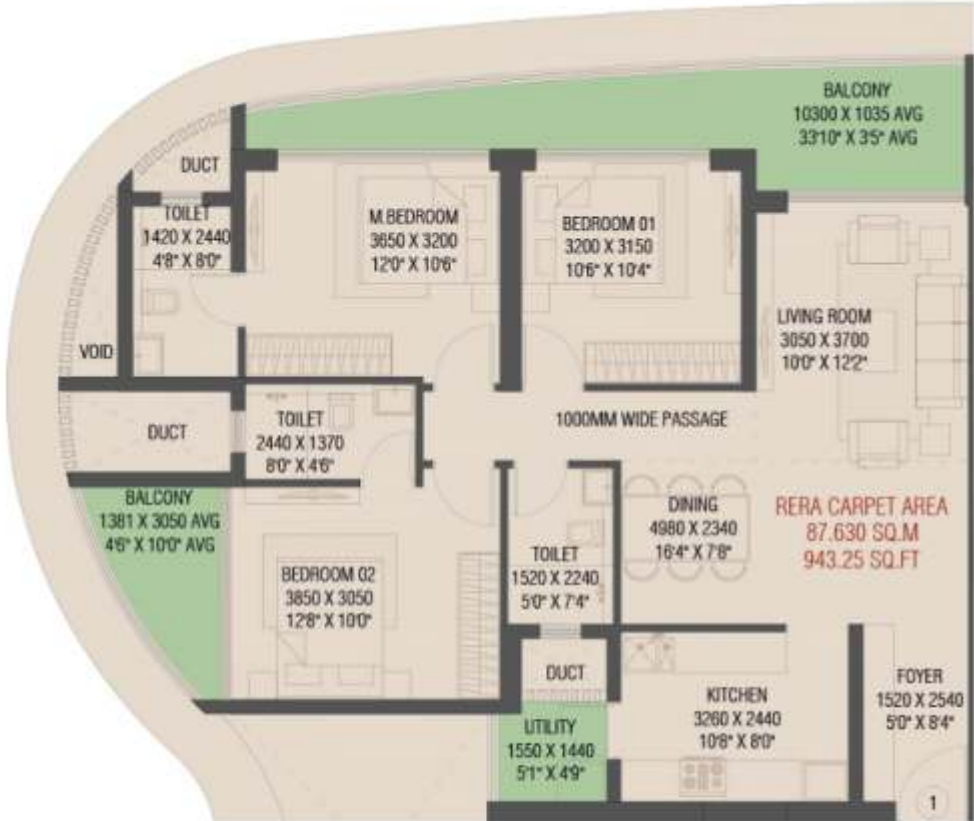 BALCONY
10300 X 1035 AVG
33'10" X 3'5" AVG
DUCT
TOILET
1420 X 2440
4'8" X 8'0"
M.BEDROOM
3650 X 3200
12'0" X 10'6"
BEDROOM 01
3200 X 3150
10'6" X 10'4"
LIVING ROOM
3050 X 3700
10'0" X 12'2"
VOID
DUCT
TOILET
2440 X 1370
8'0" X 4'6"
1000MM WIDE PASSAGE
BALCONY
1381 X 3050 AVG
4'6" X 10'0" AVG
BEDROOM 02
3850 X 3050
12'8" X 10'0"
TOILET
1520 X 2240
5'0" X 7'4"
DINING
4980 X 2340
16'4" X 7'8"
RERA CARPET AREA
87.630 SQ.M
943.25 SQ.FT
DUCT
UTILITY
1550 X 1440
5'1" X 4'9"
KITCHEN
3260 X 2440
10'8" X 8'0"
FOYER
1520 X 2540
5'0" X 8'4"
1